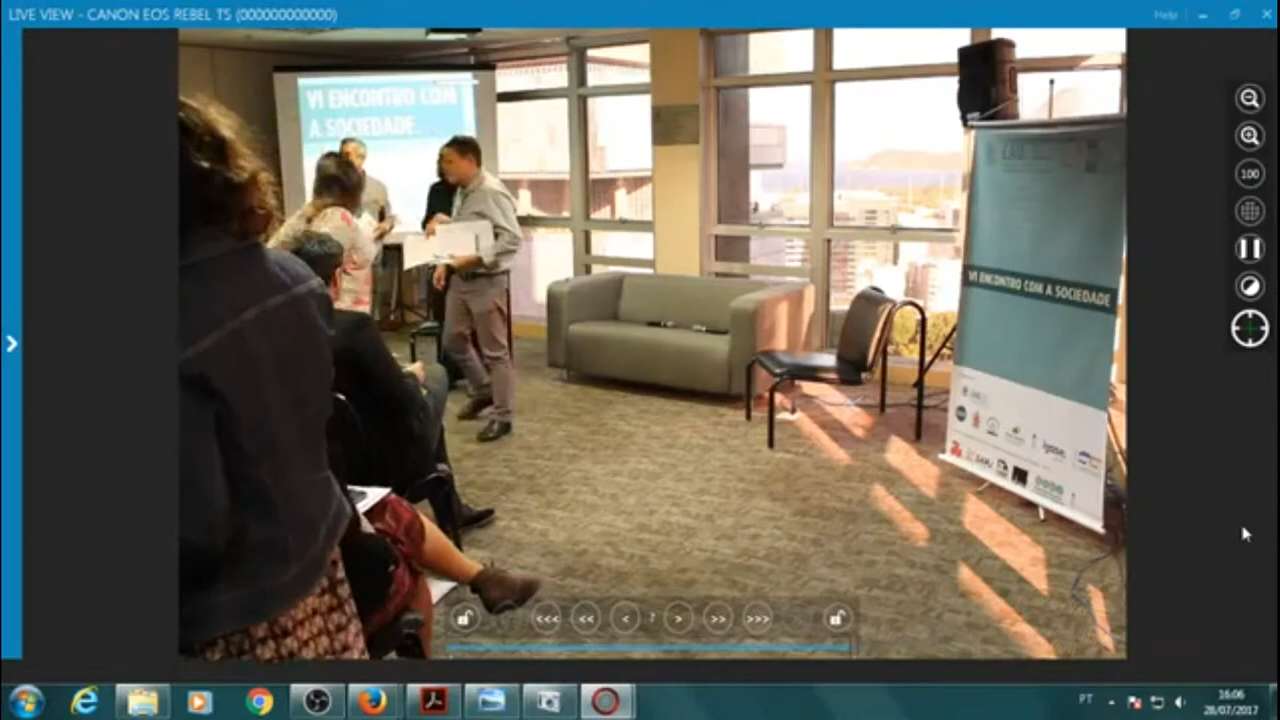 LIVE VIEW - CANON EOS REBEL T5 (000000000000)
Help
VI ENCONTRO COM
A SOCIEDADE.
CAU
VI ENCONTRO COM A SOCIEDADE
100
<<< << < ? > >> >>>
PT
16:06
28/07/2017